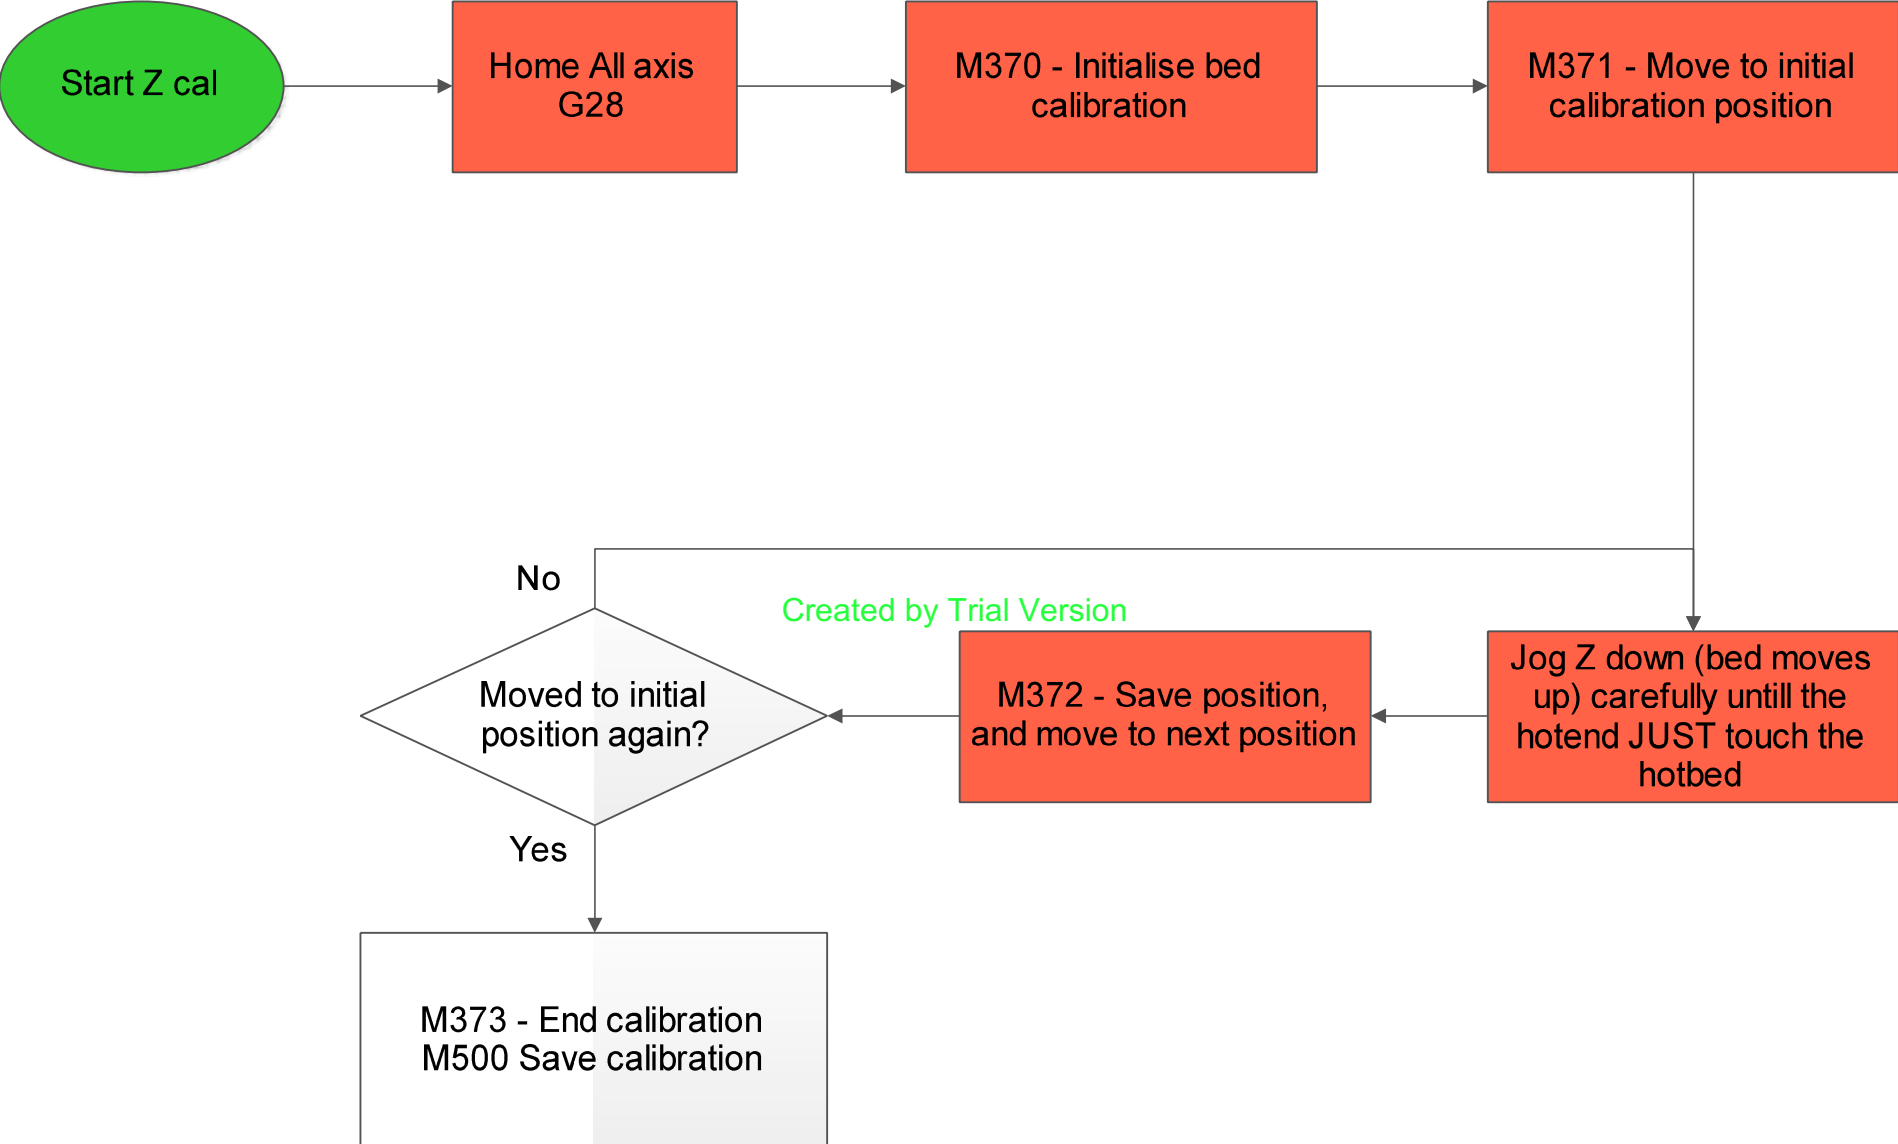 Start Z cal
Home All axis
G28
M370 - Initialise bed
calibration
M371 - Move to initial
calibration position
No
Created by Trial Version
Moved to initial
position again?
M372 - Save position,
and move to next position
Jog Z down (bed moves
up) carefully untill the
hotend JUST touch the
hotbed
Yes
M373 - End calibration
M500 Save calibration